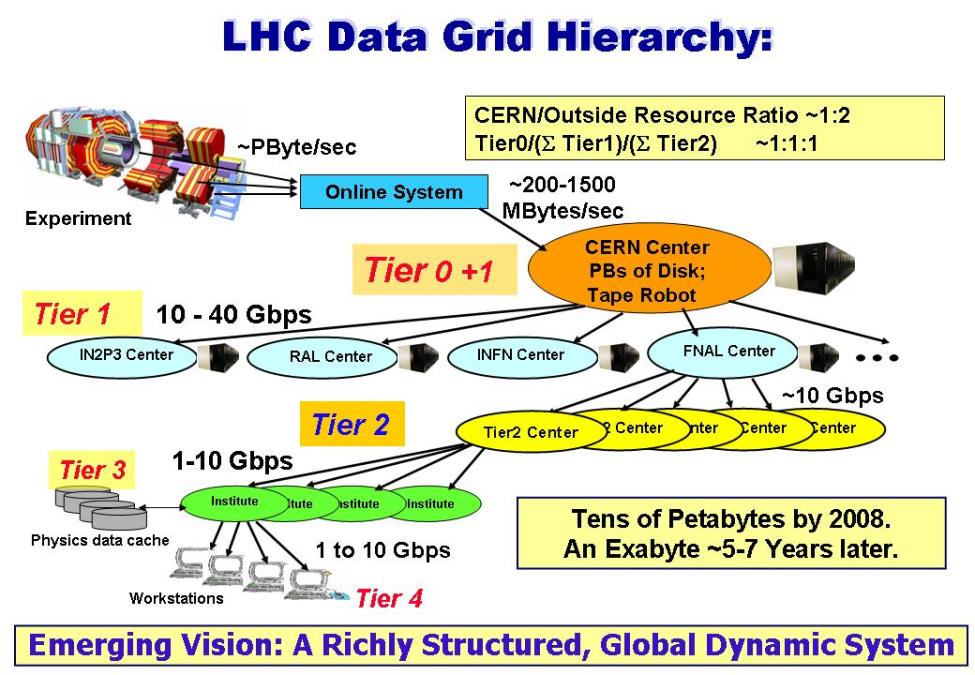 LHC Data Grid Hierarchy:
CERN/Outside Resource Ratio ~1:2
Tier0/(Σ Tier1)/(Σ Tier2) ~1:1:1
~PByte/sec
Online System
~200-1500
MBytes/sec
Experiment
CERN Center
PBs of Disk;
Tape Robot
Tier 0 +1
Tier 1
10 - 40 Gbps
IN2P3 Center
RAL Center
INFN Center
FNAL Center
~10 Gbps
Tier 2
Tier2 Center
2 Center
Center
Center
Tier 3
1-10 Gbps
Institute
Institute
Physics data cache
1 to 10 Gbps
Workstations
Tier 4
Tens of Petabytes by 2008.
An Exabyte ~5-7 Years later.
Emerging Vision: A Richly Structured, Global Dynamic System